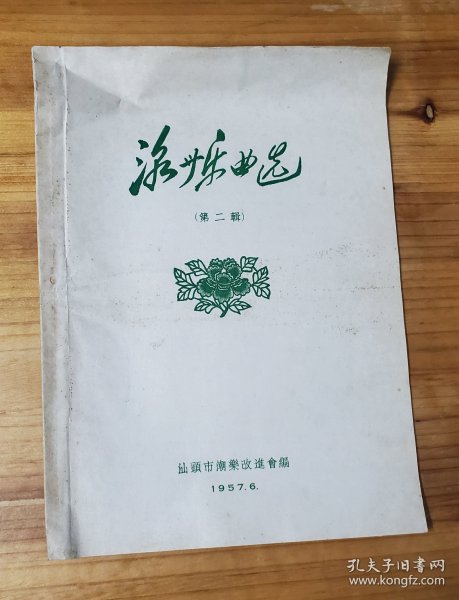 潮州乐曲选
(第二輯)
汕頭市潮樂改進會編
1957.6.
孔夫子旧书网
www.kongfz.com